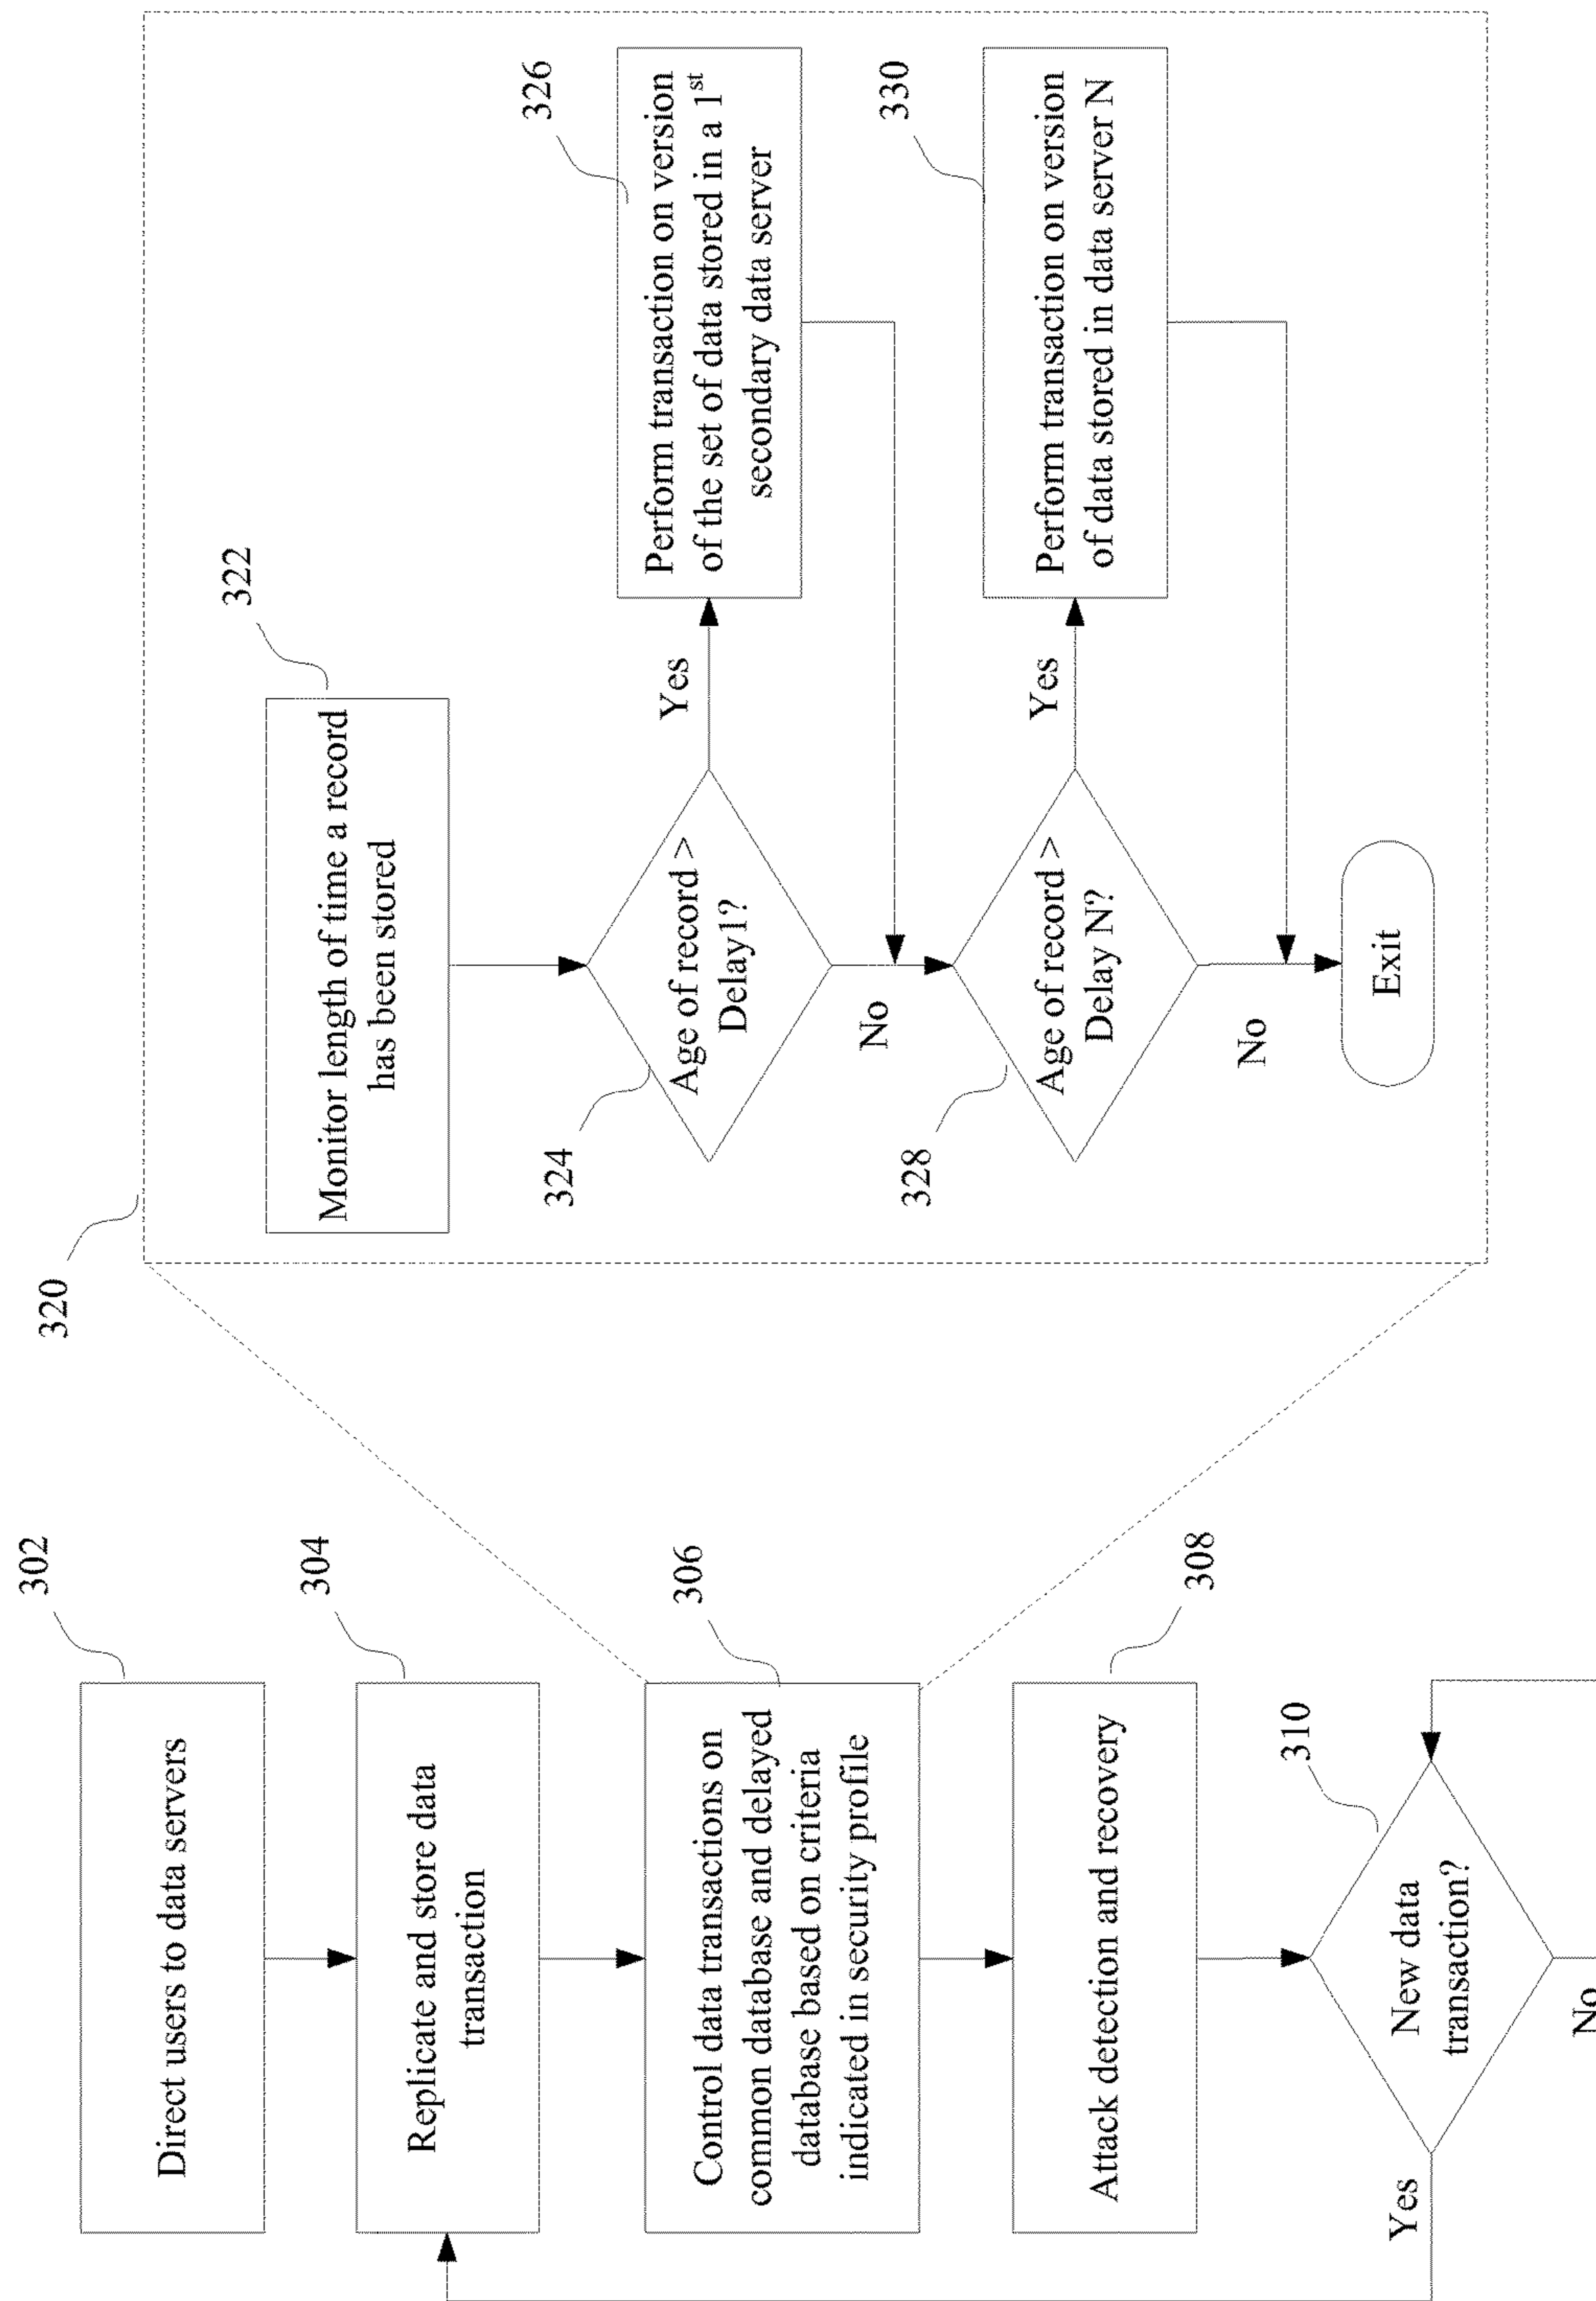 302
Direct users to data servers
304
Replicate and store data
transaction
306
Control data transactions on
common database and delayed
database based on criteria
indicated in security profile
308
Attack detection and recovery
310
New data
transaction?
Yes
No
320
322
Monitor length of time a record
has been stored
324
Age of record >
Delay1?
Yes
No
326
Perform transaction on version
of the set of data stored in a 1st
secondary data server
328
Age of record >
Delay N?
Yes
No
330
Perform transaction on version
of data stored in data server N
Exit